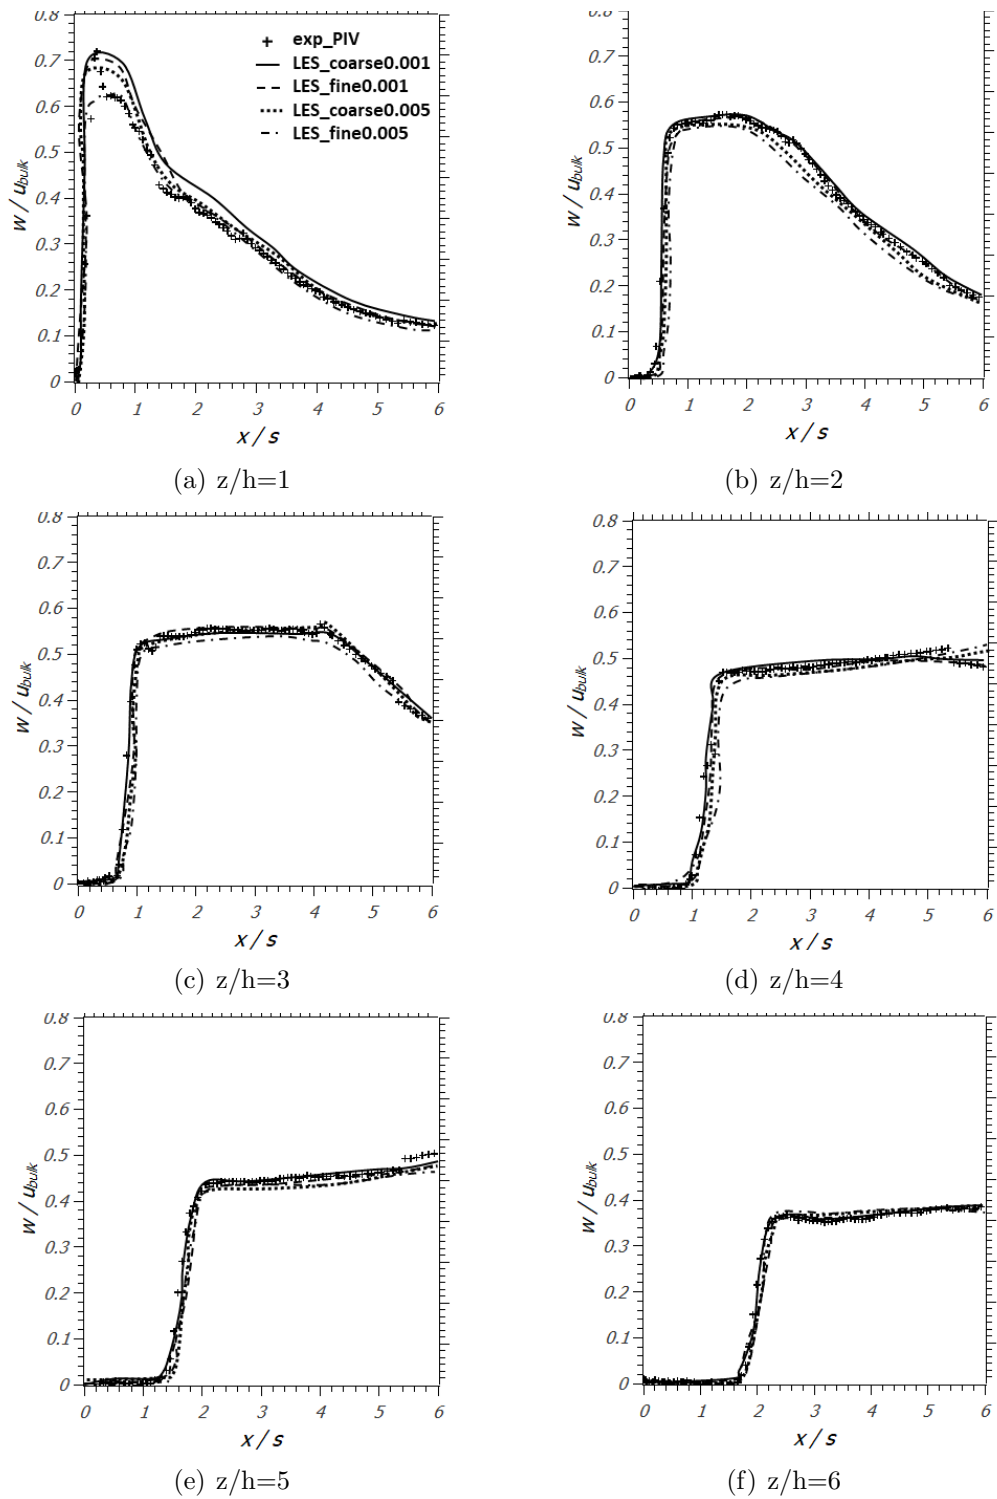 0.8
0.7
0.6
0.5
0.4
0.3
0.2
0.1
0
w / u_bulk
exp_PIV
LES_coarse0.001
LES_fine0.001
LES_coarse0.005
LES_fine0.005
0 1 2 3 4 5 6
x / s
(a) z/h=1
0.8
0.7
0.6
0.5
0.4
0.3
0.2
0.1
0
w / u_bulk
0 1 2 3 4 5 6
x / s
(b) z/h=2
0.8
0.7
0.6
0.5
0.4
0.3
0.2
0.1
0
w / u_bulk
0 1 2 3 4 5 6
x / s
(c) z/h=3
0.8
0.7
0.6
0.5
0.4
0.3
0.2
0.1
0
w / u_bulk
0 1 2 3 4 5 6
x / s
(d) z/h=4
0.8
0.7
0.6
0.5
0.4
0.3
0.2
0.1
0
w / u_bulk
0 1 2 3 4 5 6
x / s
(e) z/h=5
0.8
0.7
0.6
0.5
0.4
0.3
0.2
0.1
0
w / u_bulk
0 1 2 3 4 5 6
x / s
(f) z/h=6